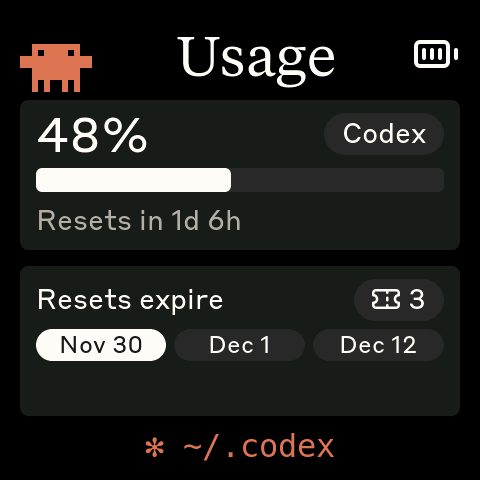 Usage
48%
Codex
Resets in 1d 6h
Resets expire
3
Nov 30
Dec 1
Dec 12
✻ ~/.codex